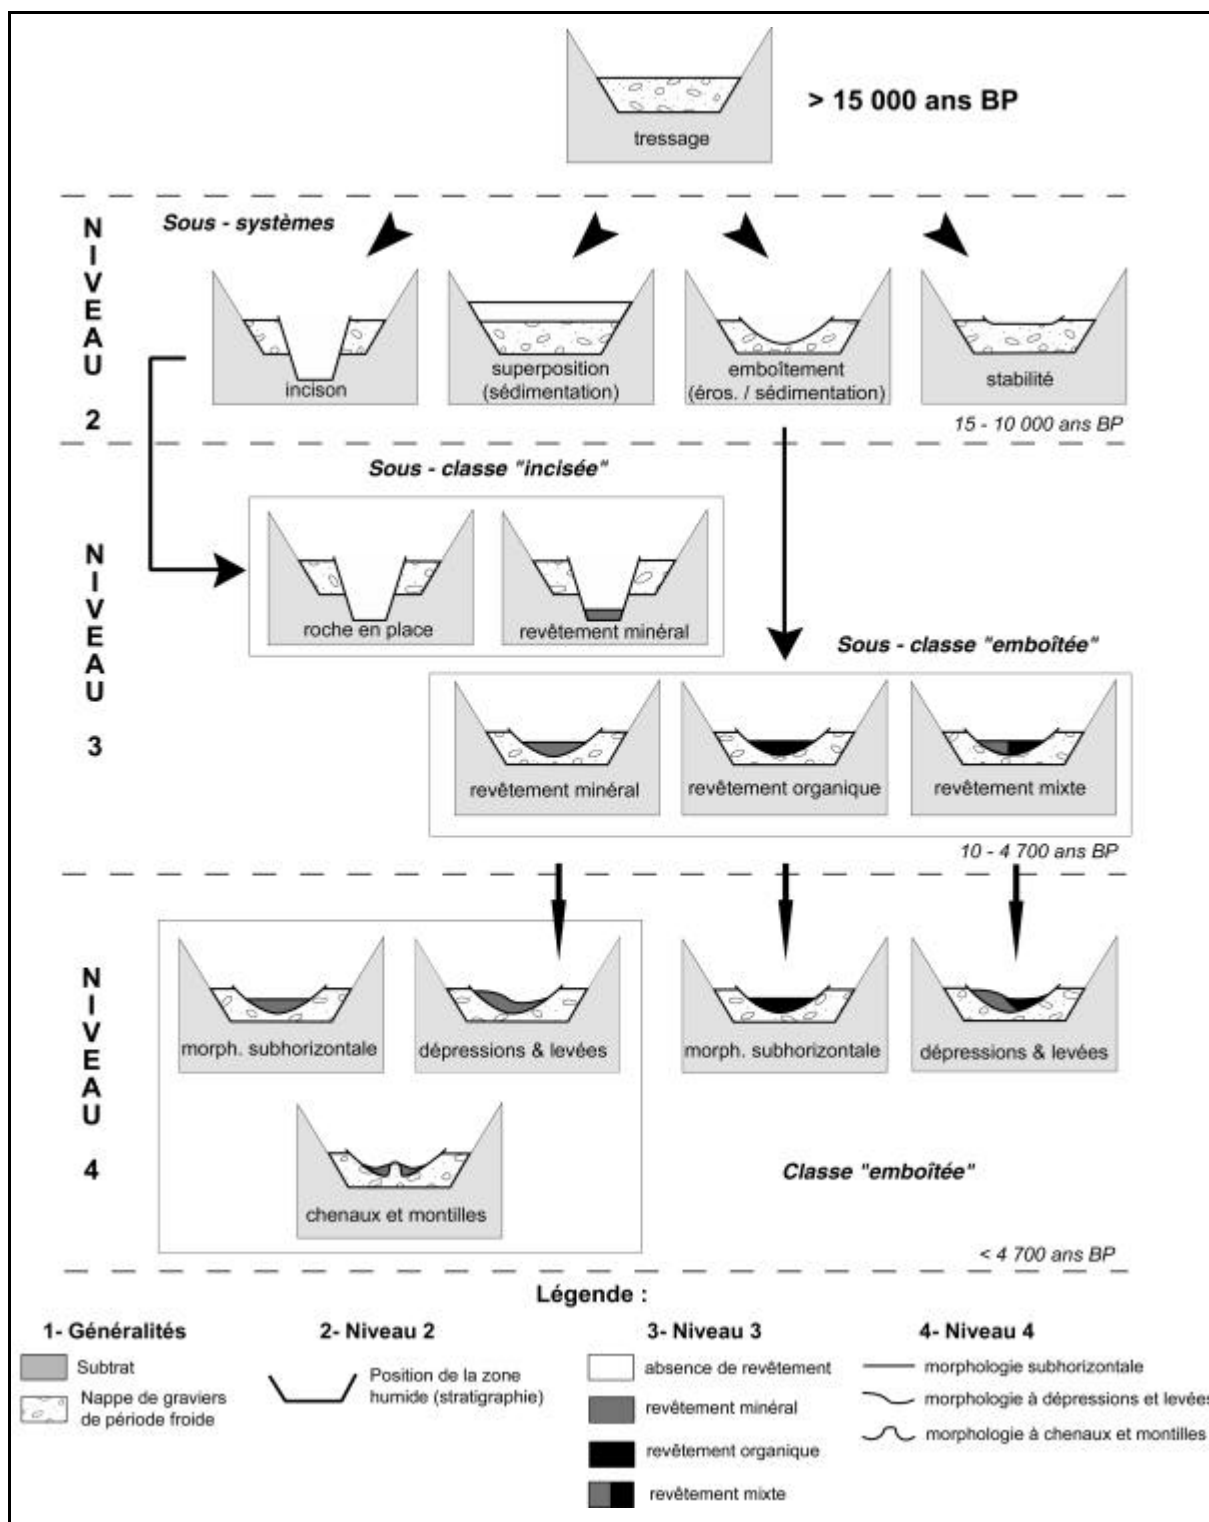 > 15 000 ans BP
tressage
NIVEAU 2
Sous - systèmes
incison
superposition
(sédimentation)
emboîtement
(éros. / sédimentation)
stabilité
15 - 10 000 ans BP
NIVEAU 3
Sous - classe "incisée"
roche en place
revêtement minéral
Sous - classe "emboîtée"
revêtement minéral
revêtement organique
revêtement mixte
10 - 4 700 ans BP
NIVEAU 4
morph. subhorizontale
dépressions & levées
morph. subhorizontale
dépressions & levées
chenaux et montilles
Classe "emboîtée"
< 4 700 ans BP
Légende :
1- Généralités
Subtrat
Nappe de graviers
de période froide
2- Niveau 2
Position de la zone
humide (stratigraphie)
3- Niveau 3
absence de revêtement
revêtement minéral
revêtement organique
revêtement mixte
4- Niveau 4
morphologie subhorizontale
morphologie à dépressions et levées
morphologie à chenaux et montilles